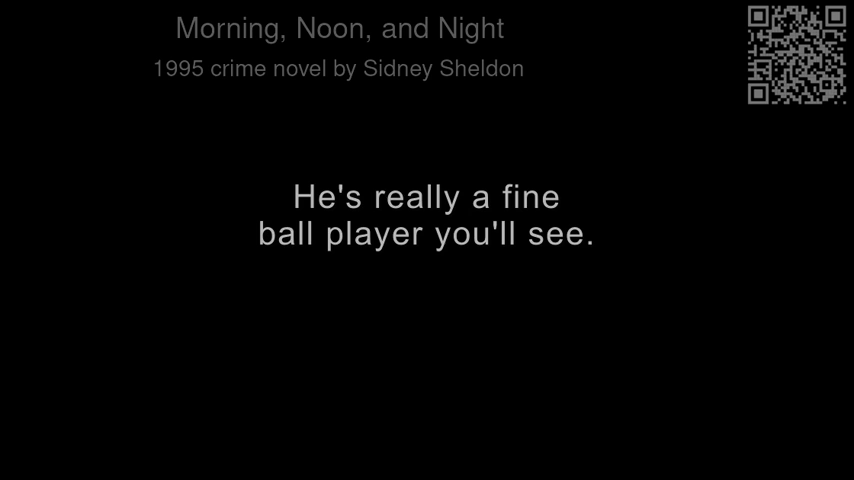 Morning, Noon, and Night
1995 crime novel by Sidney Sheldon
He's really a fine
ball player you'll see.